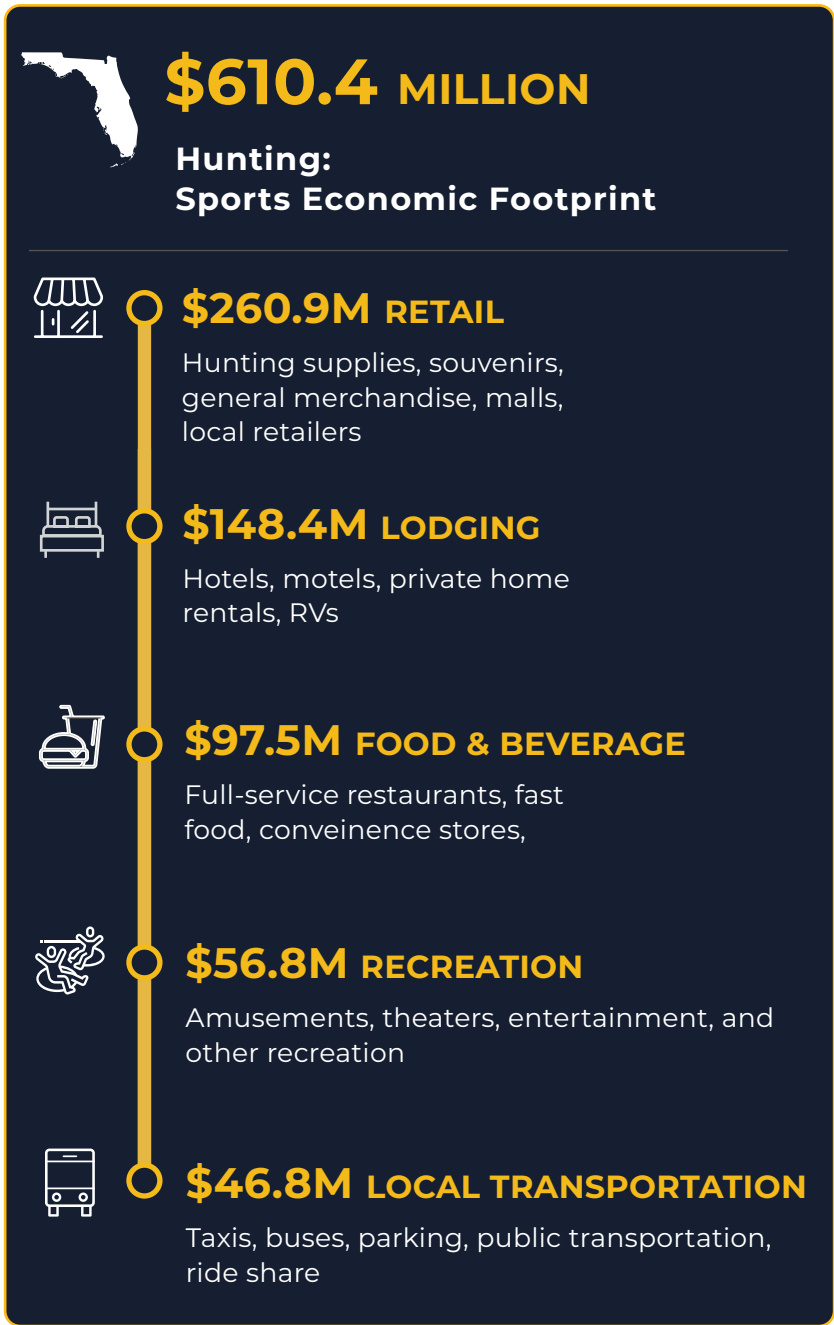 $610.4 MILLION
Hunting:
Sports Economic Footprint
$260.9M RETAIL
Hunting supplies, souvenirs,
general merchandise, malls,
local retailers
$148.4M LODGING
Hotels, motels, private home
rentals, RVs
$97.5M FOOD & BEVERAGE
Full-service restaurants, fast
food, conveinence stores,
$56.8M RECREATION
Amusements, theaters, entertainment, and
other recreation
$46.8M LOCAL TRANSPORTATION
Taxis, buses, parking, public transportation,
ride share